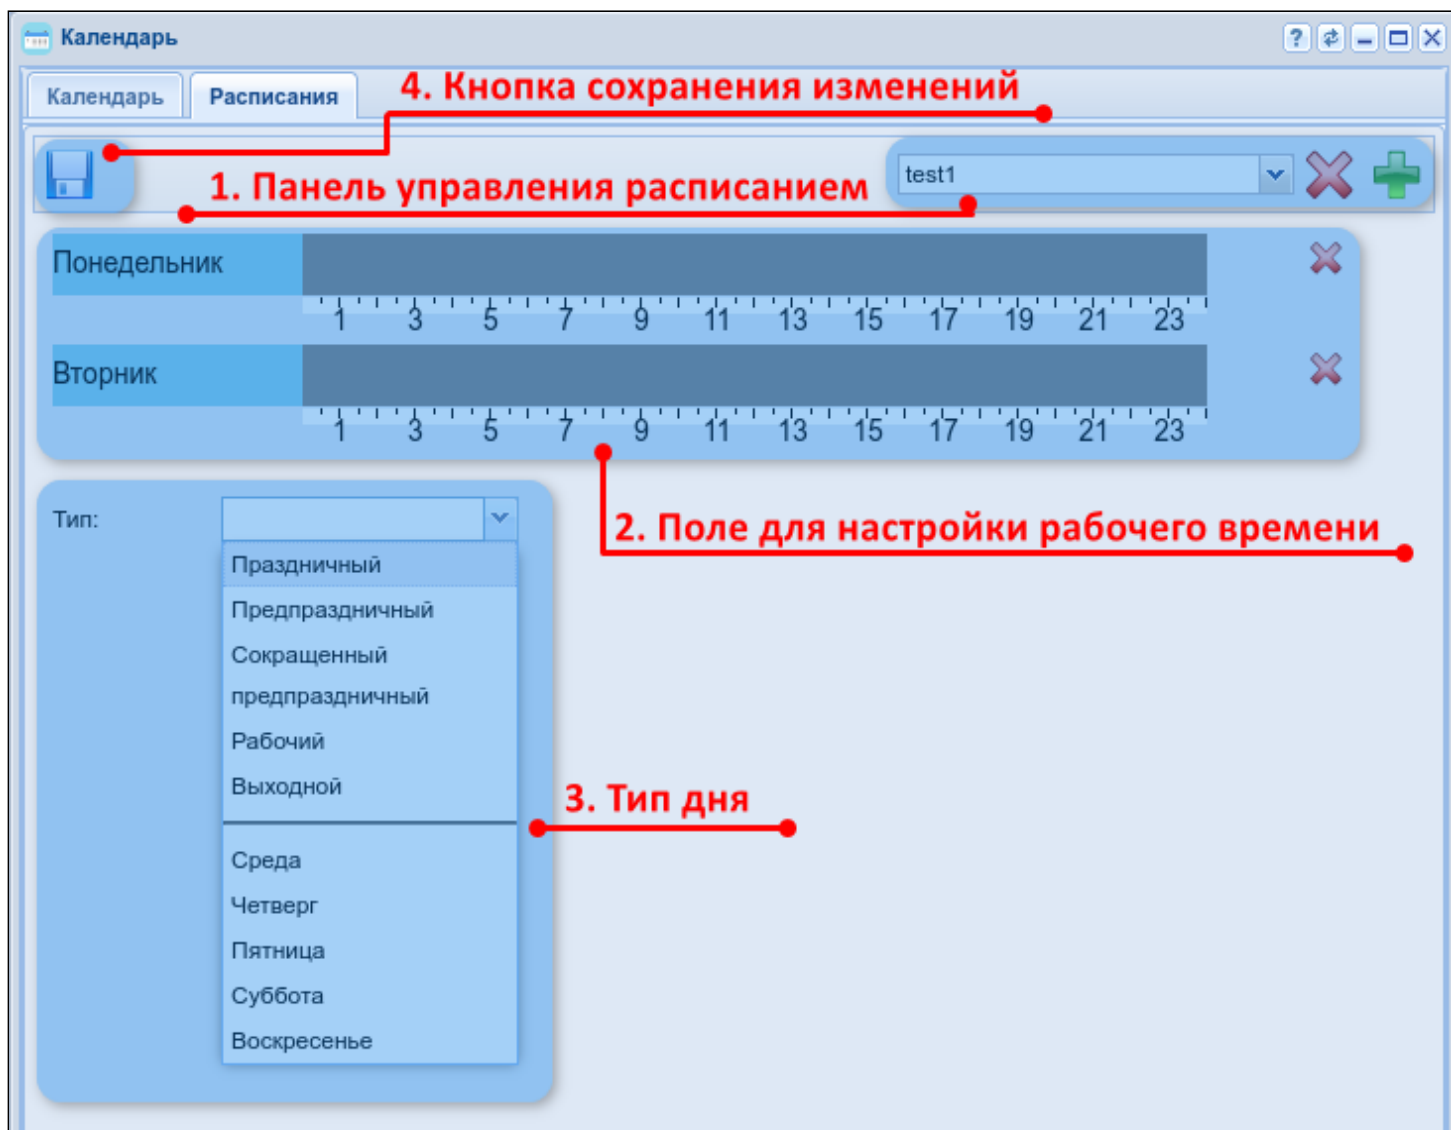 Календарь
Календарь
Расписания
4. Кнопка сохранения изменений
1. Панель управления расписанием
test1
Понедельник
1 3 5 7 9 11 13 15 17 19 21 23
Вторник
1 3 5 7 9 11 13 15 17 19 21 23
Тип:
2. Поле для настройки рабочего времени
Праздничный
Предпраздничный
Сокращенный
предпраздничный
Рабочий
Выходной
3. Тип дня
Среда
Четверг
Пятница
Суббота
Воскресенье